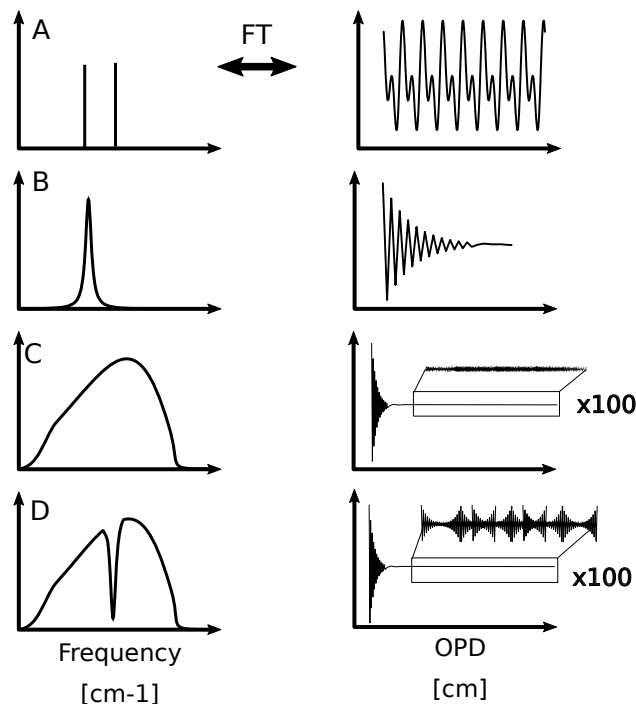 A
FT
B
C
x100
D
x100
Frequency
[cm-1]
OPD
[cm]